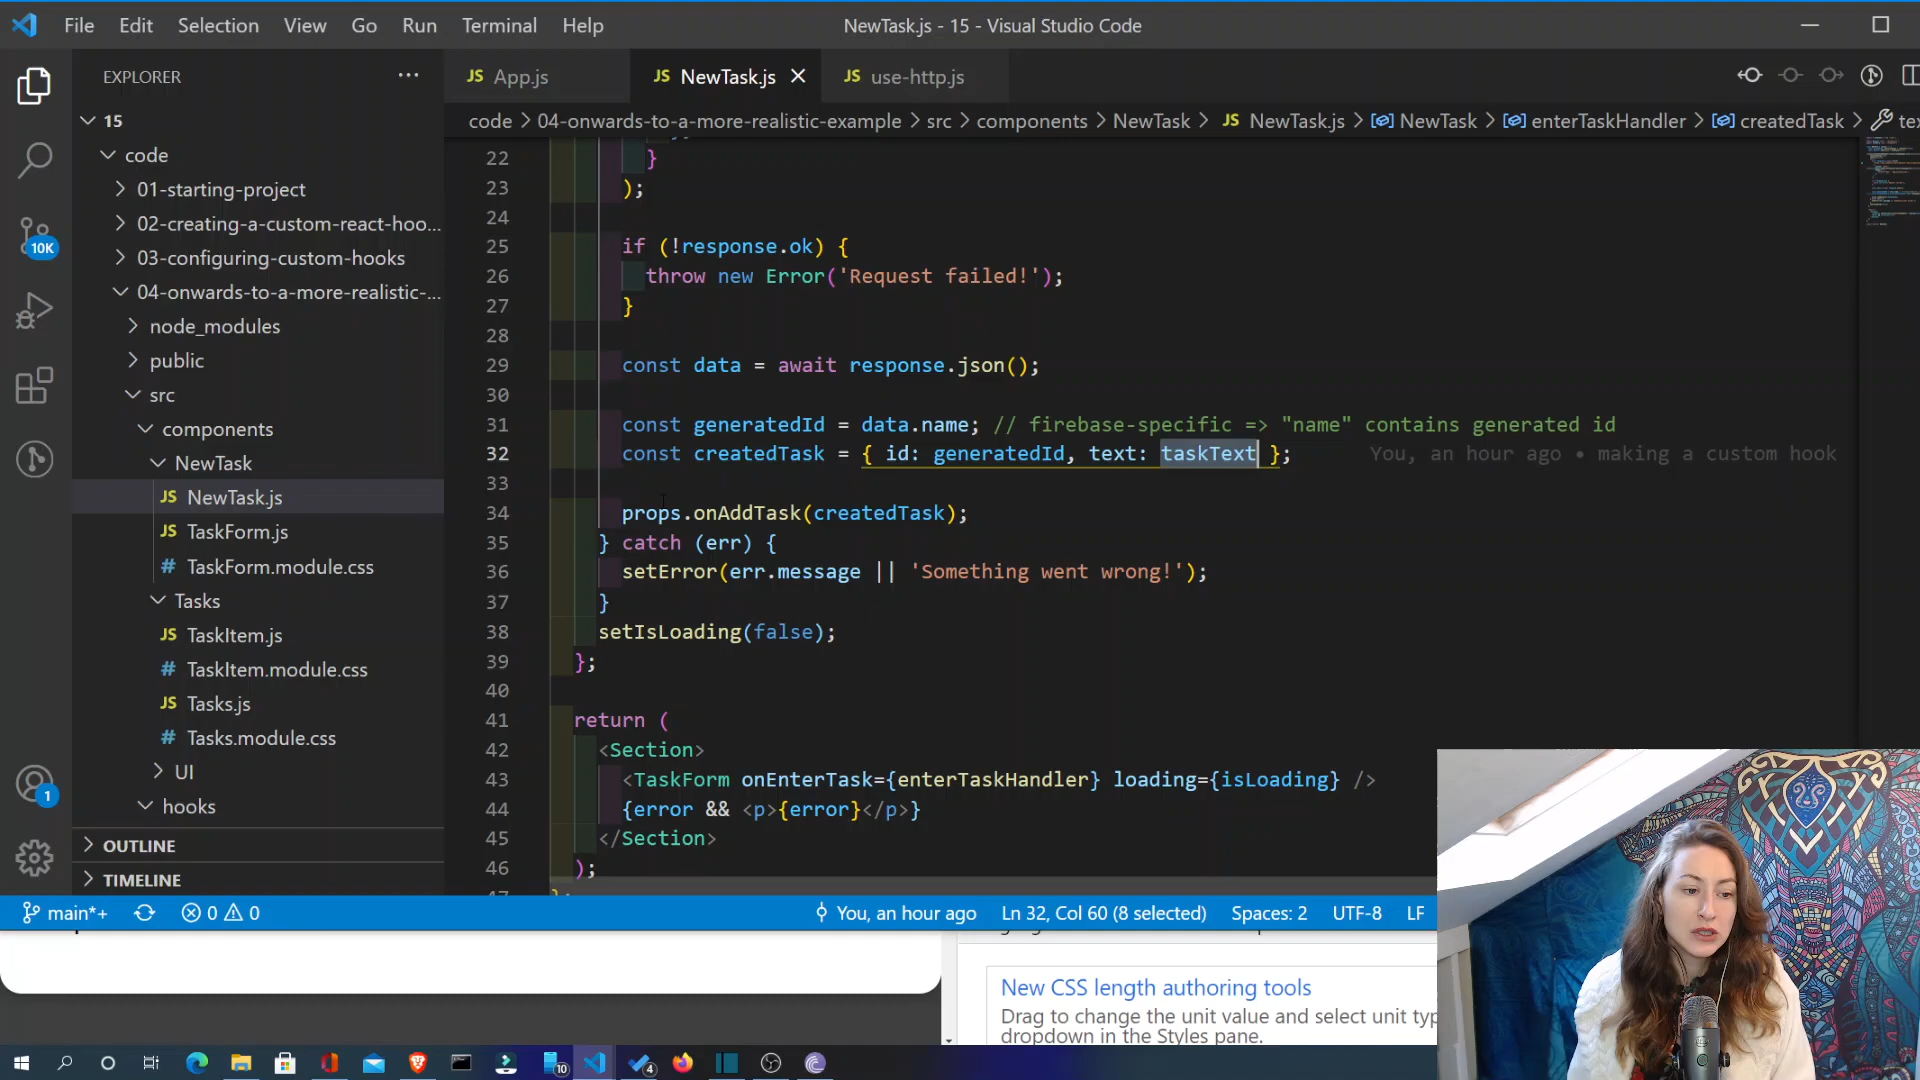 File Edit Selection View Go Run Terminal Help
NewTask.js - 15 - Visual Studio Code
EXPLORER ···
JS App.js
JS NewTask.js
JS use-http.js
code > 04-onwards-to-a-more-realistic-example > src > components > NewTask > JS NewTask.js > NewTask > enterTaskHandler > createdTask >
15
code
01-starting-project
02-creating-a-custom-react-hoo...
03-configuring-custom-hooks
04-onwards-to-a-more-realistic-...
node_modules
public
src
components
NewTask
JS NewTask.js
JS TaskForm.js
# TaskForm.module.css
Tasks
JS TaskItem.js
# TaskItem.module.css
JS Tasks.js
# Tasks.module.css
UI
hooks
OUTLINE
TIMELINE
10K
1
22 }
23 );
24
25 if (!response.ok) {
26 throw new Error('Request failed!');
27 }
28
29 const data = await response.json();
30
31 const generatedId = data.name; // firebase-specific => "name" contains generated id
32 const createdTask = { id: generatedId, text: taskText }; You, an hour ago • making a custom hook
33
34 props.onAddTask(createdTask);
35 } catch (err) {
36 setError(err.message || 'Something went wrong!');
37 }
38 setIsLoading(false);
39 };
40
41 return (
42 <Section>
43 <TaskForm onEnterTask={enterTaskHandler} loading={isLoading} />
44 {error && <p>{error}</p>}
45 </Section>
46 );
main*+ 0 0 You, an hour ago Ln 32, Col 60 (8 selected) Spaces: 2 UTF-8 LF
New CSS length authoring tools
Drag to change the unit value and select unit
dropdown in the Styles pane.
10
4